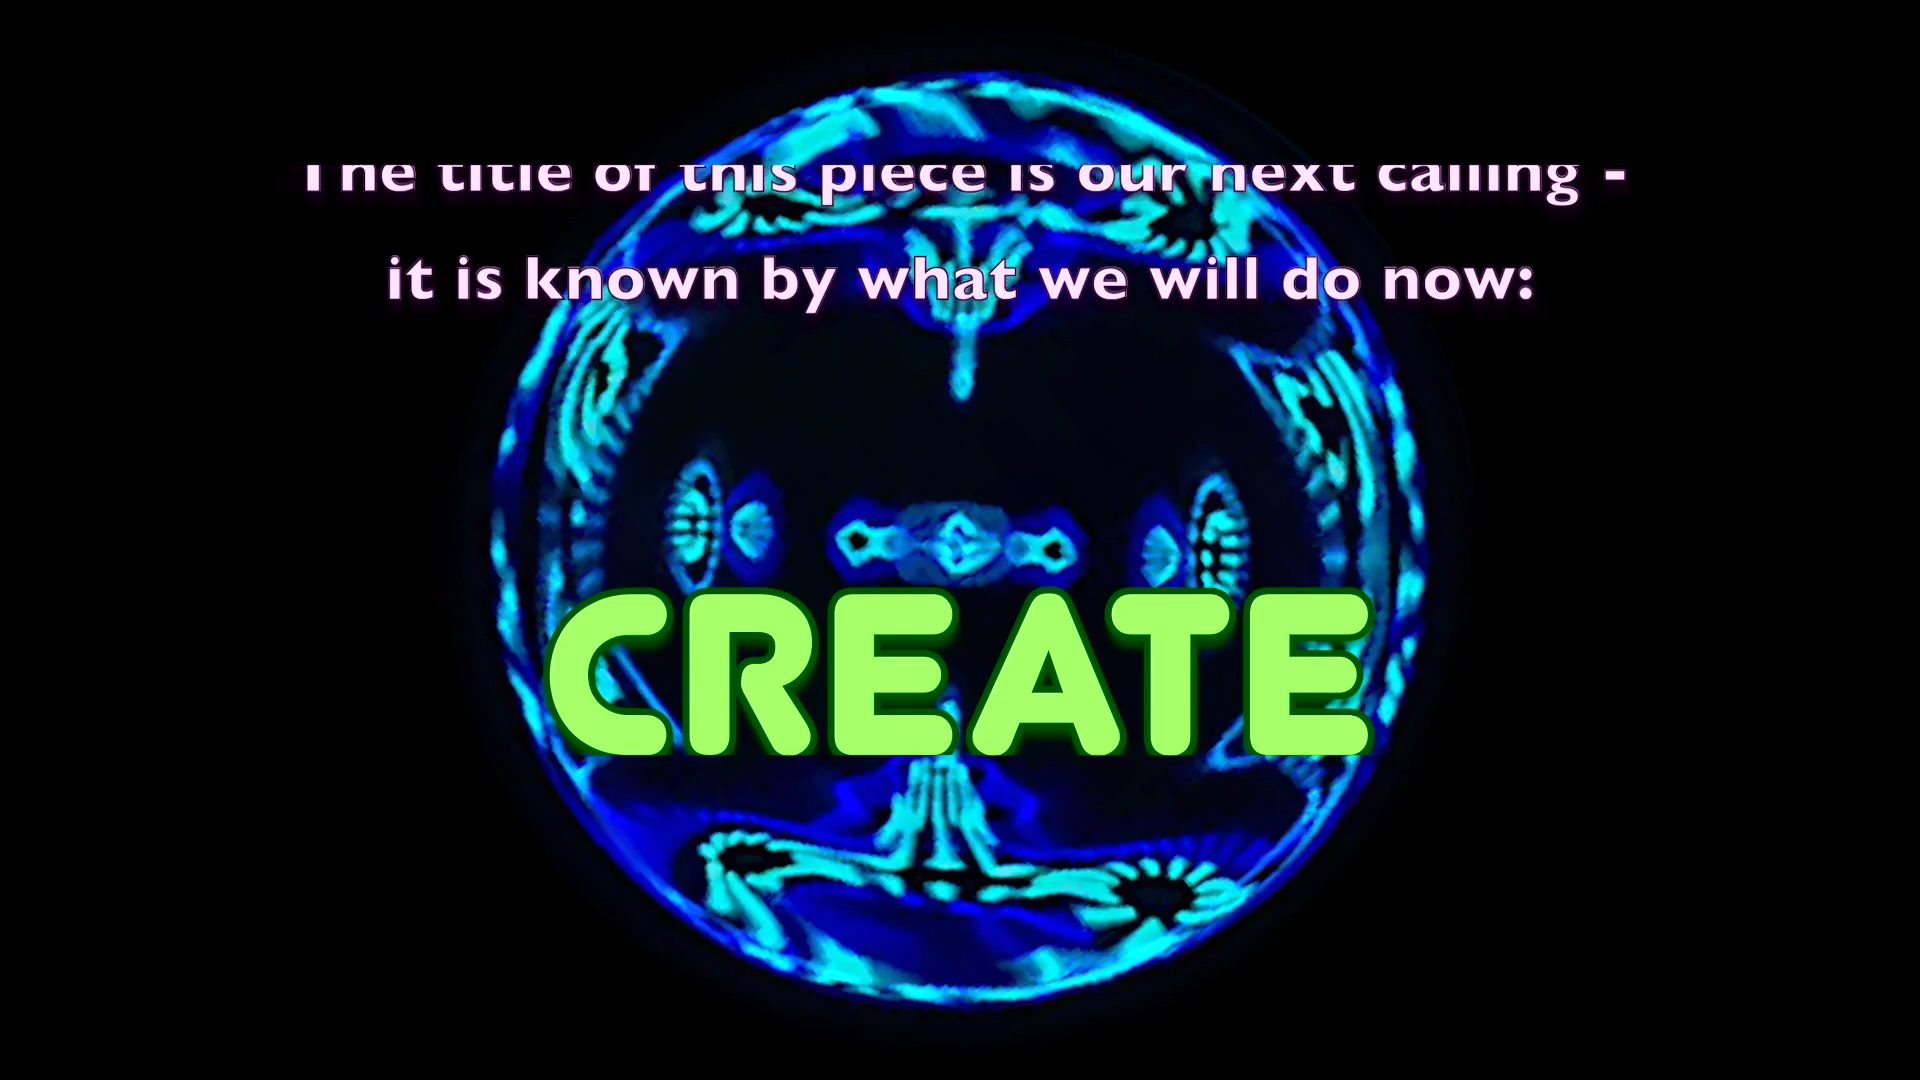 The title of this piece is our next calling -
it is known by what we will do now:
CREATE